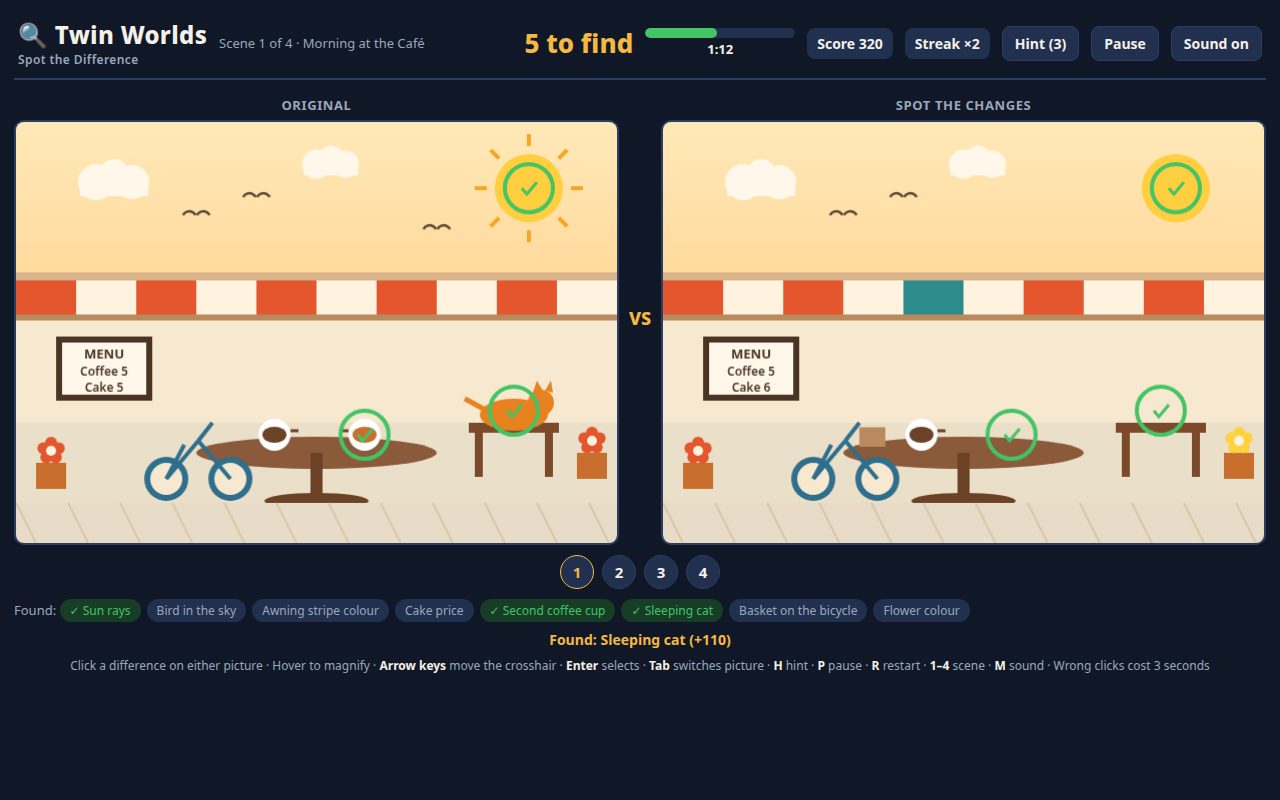 🔍 Twin Worlds
Spot the Difference
Scene 1 of 4 · Morning at the Café
5 to find
1:12
Score 320
Streak ×2
Hint (3)
Pause
Sound on
ORIGINAL
SPOT THE CHANGES
MENU
Coffee 5
Cake 5
VS
MENU
Coffee 5
Cake 6
1 2 3 4
Found: ✓ Sun rays Bird in the sky Awning stripe colour Cake price ✓ Second coffee cup ✓ Sleeping cat Basket on the bicycle Flower colour
Found: Sleeping cat (+110)
Click a difference on either picture · Hover to magnify · Arrow keys move the crosshair · Enter selects · Tab switches picture · H hint · P pause · R restart · 1–4 scene · M sound · Wrong clicks cost 3 seconds